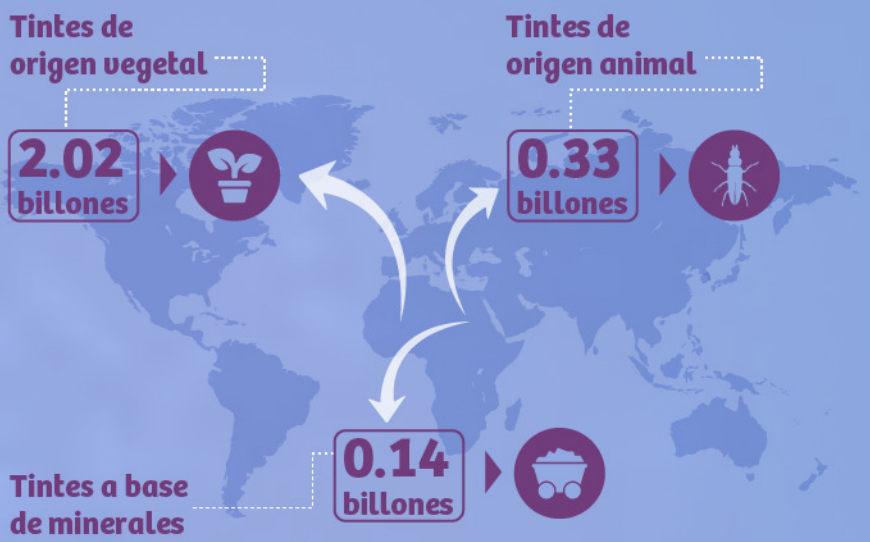 Tintes de
origen vegetal
2.02
billones
Tintes de
origen animal
0.33
billones
0.14
billones
Tintes a base
de minerales